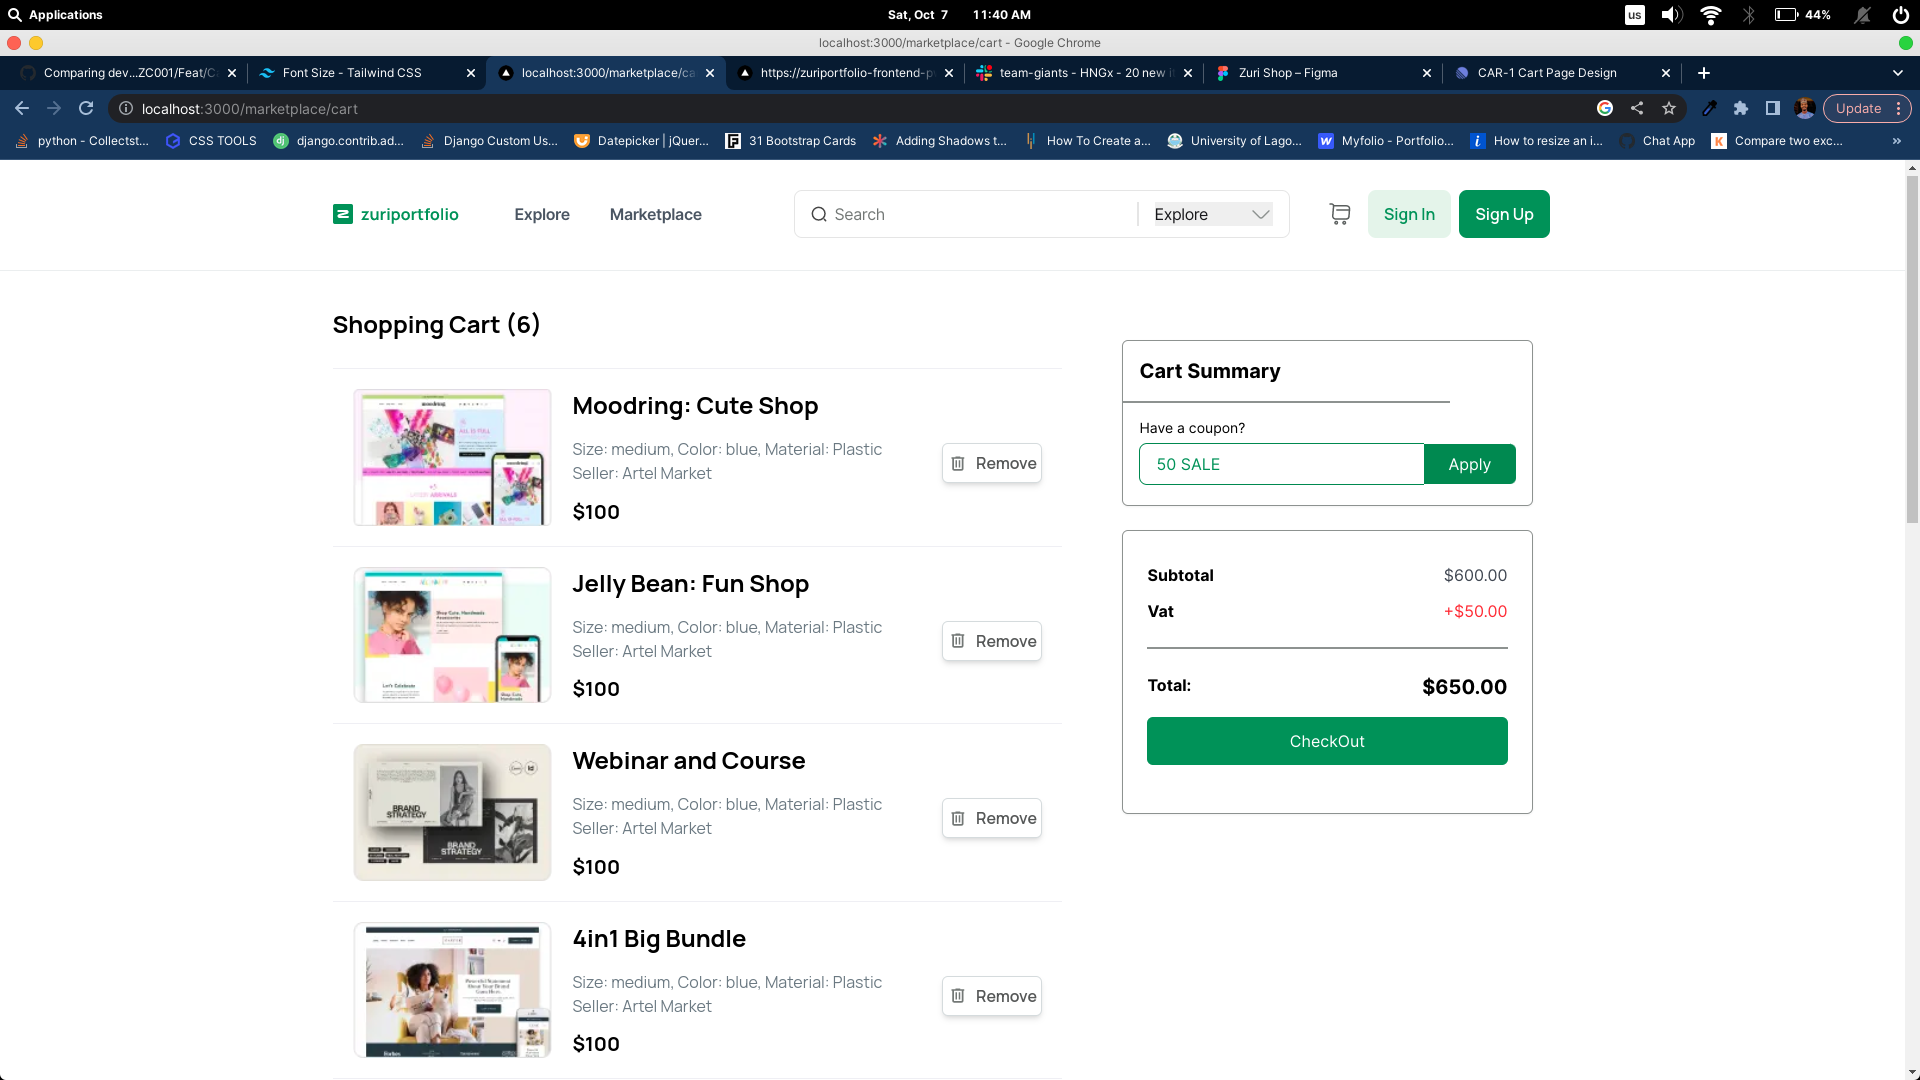 Applications
Sat, Oct 7 11:40 AM
us
44%
localhost:3000/marketplace/cart - Google Chrome
Comparing dev...ZC001/Feat/C
Font Size - Tailwind CSS
localhost:3000/marketplace/ca
https://zuriportfolio-frontend-p
team-giants - HNGx - 20 new i
Zuri Shop – Figma
CAR-1 Cart Page Design
localhost:3000/marketplace/cart
Update
python - Collectst...
CSS TOOLS
django.contrib.ad...
Django Custom Us...
Datepicker | jQuer...
31 Bootstrap Cards
Adding Shadows t...
How To Create a...
University of Lago...
Myfolio - Portfolio...
How to resize an i...
Chat App
Compare two exc...
zuriportfolio
Explore
Marketplace
Search
Explore
Sign In
Sign Up
Shopping Cart (6)
Moodring: Cute Shop
Size: medium, Color: blue, Material: Plastic
Seller: Artel Market
$100
Remove
Jelly Bean: Fun Shop
Size: medium, Color: blue, Material: Plastic
Seller: Artel Market
$100
Remove
Webinar and Course
Size: medium, Color: blue, Material: Plastic
Seller: Artel Market
$100
Remove
BRAND
STRATEGY
BRAND
STRATEGY
4in1 Big Bundle
Size: medium, Color: blue, Material: Plastic
Seller: Artel Market
$100
Remove
Cart Summary
Have a coupon?
50 SALE
Apply
Subtotal
$600.00
Vat
+$50.00
Total:
$650.00
CheckOut